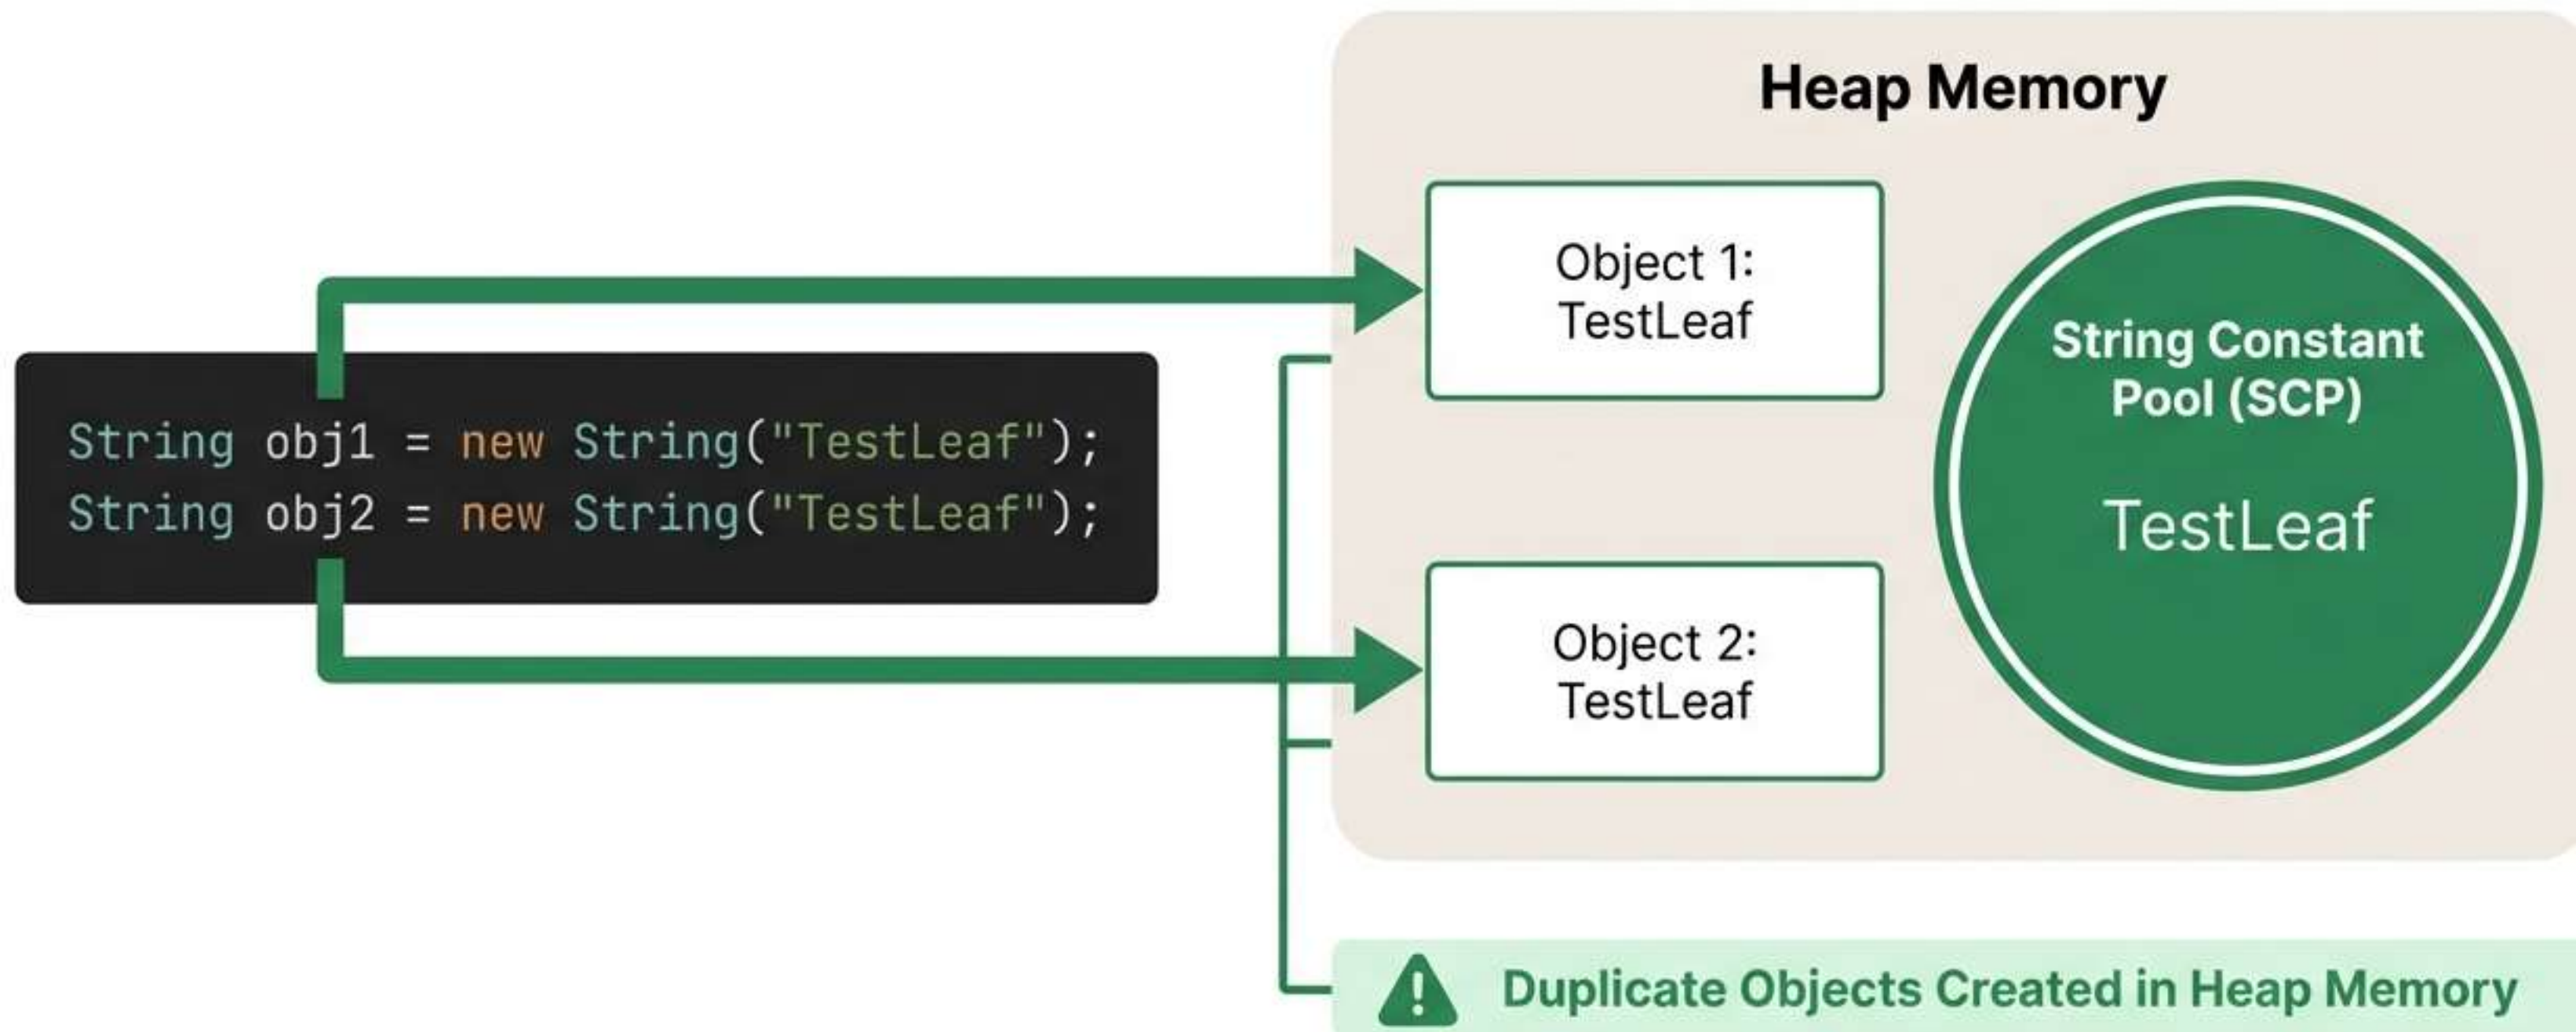 Heap Memory
Object 1:
TestLeaf
String Constant
Pool (SCP)
TestLeaf
String obj1 = new String("TestLeaf");
String obj2 = new String("TestLeaf");
Object 2:
TestLeaf
Duplicate Objects Created in Heap Memory